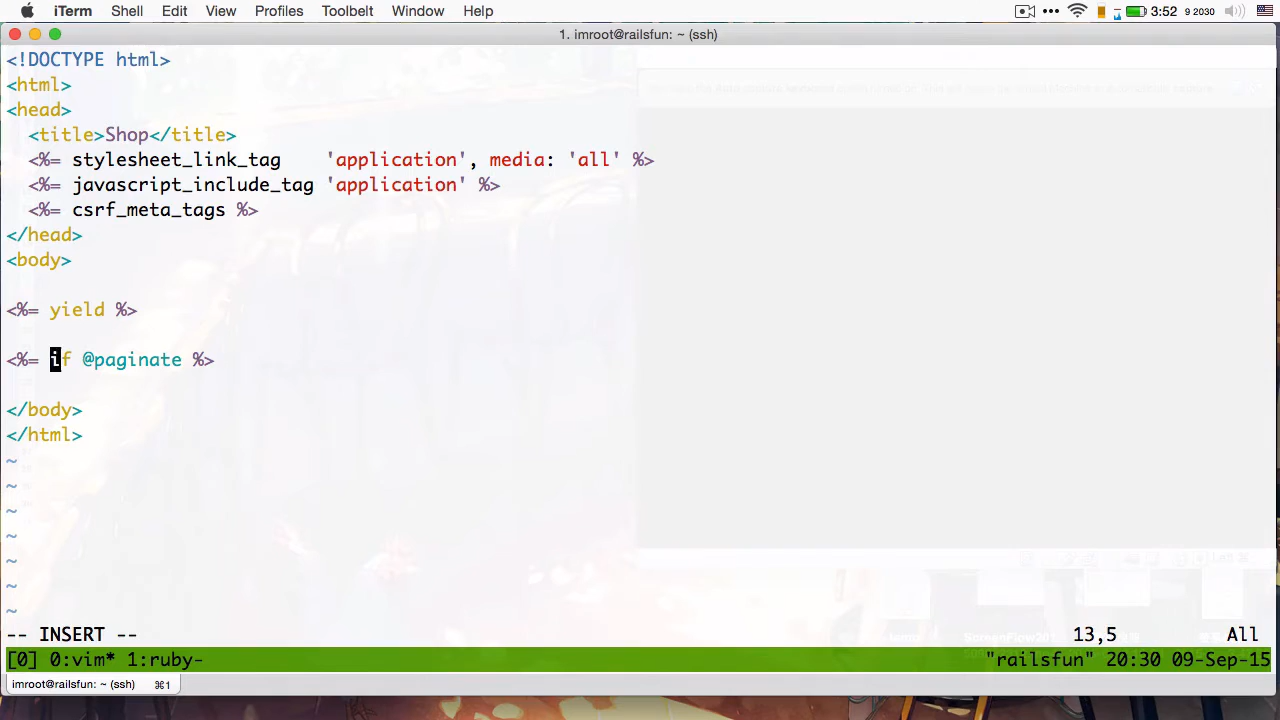 iTerm Shell Edit View Profiles Toolbelt Window Help 3:52 9 2030
1. imroot@railsfun: ~ (ssh)
<!DOCTYPE html>
<html>
<head>
  <title>Shop</title>
  <%= stylesheet_link_tag    'application', media: 'all' %>
  <%= javascript_include_tag 'application' %>
  <%= csrf_meta_tags %>
</head>
<body>
<%= yield %>
<%= if @paginate %>
</body>
</html>
~
~
~
~
~
~
~
-- INSERT -- 13,5 All
[0] 0:vim* 1:ruby- "railsfun" 20:30 09-Sep-15
imroot@railsfun: ~ (ssh) ⌘1